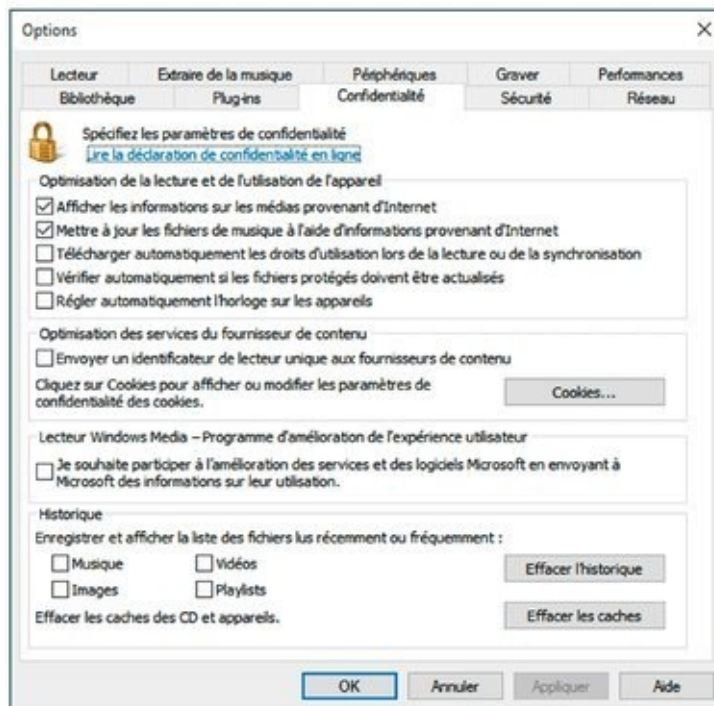 Options
Lecteur Extraire de la musique Périphériques Graver Performances
Bibliothèque Plug-ins Confidentialité Sécurité Réseau
Spécifiez les paramètres de confidentialité
Lire la déclaration de confidentialité en ligne
Optimisation de la lecture et de l'utilisation de l'appareil
Afficher les informations sur les médias provenant d'Internet
Mettre à jour les fichiers de musique à l'aide d'informations provenant d'Internet
Télécharger automatiquement les droits d'utilisation lors de la lecture ou de la synchronisation
Vérifier automatiquement si les fichiers protégés doivent être actualisés
Régler automatiquement l'horloge sur les appareils
Optimisation des services du fournisseur de contenu
Envoyer un identificateur de lecteur unique aux fournisseurs de contenu
Cliquez sur Cookies pour afficher ou modifier les paramètres de
confidentialité des cookies.
Cookies...
Lecteur Windows Media – Programme d'amélioration de l'expérience utilisateur
Je souhaite participer à l'amélioration des services et des logiciels Microsoft en envoyant à
Microsoft des informations sur leur utilisation.
Historique
Enregistrer et afficher la liste des fichiers lus récemment ou fréquemment :
Musique Vidéos
Effacer l'historique
Images Playlists
Effacer les caches des CD et appareils.
Effacer les caches
OK Annuler Appliquer Aide